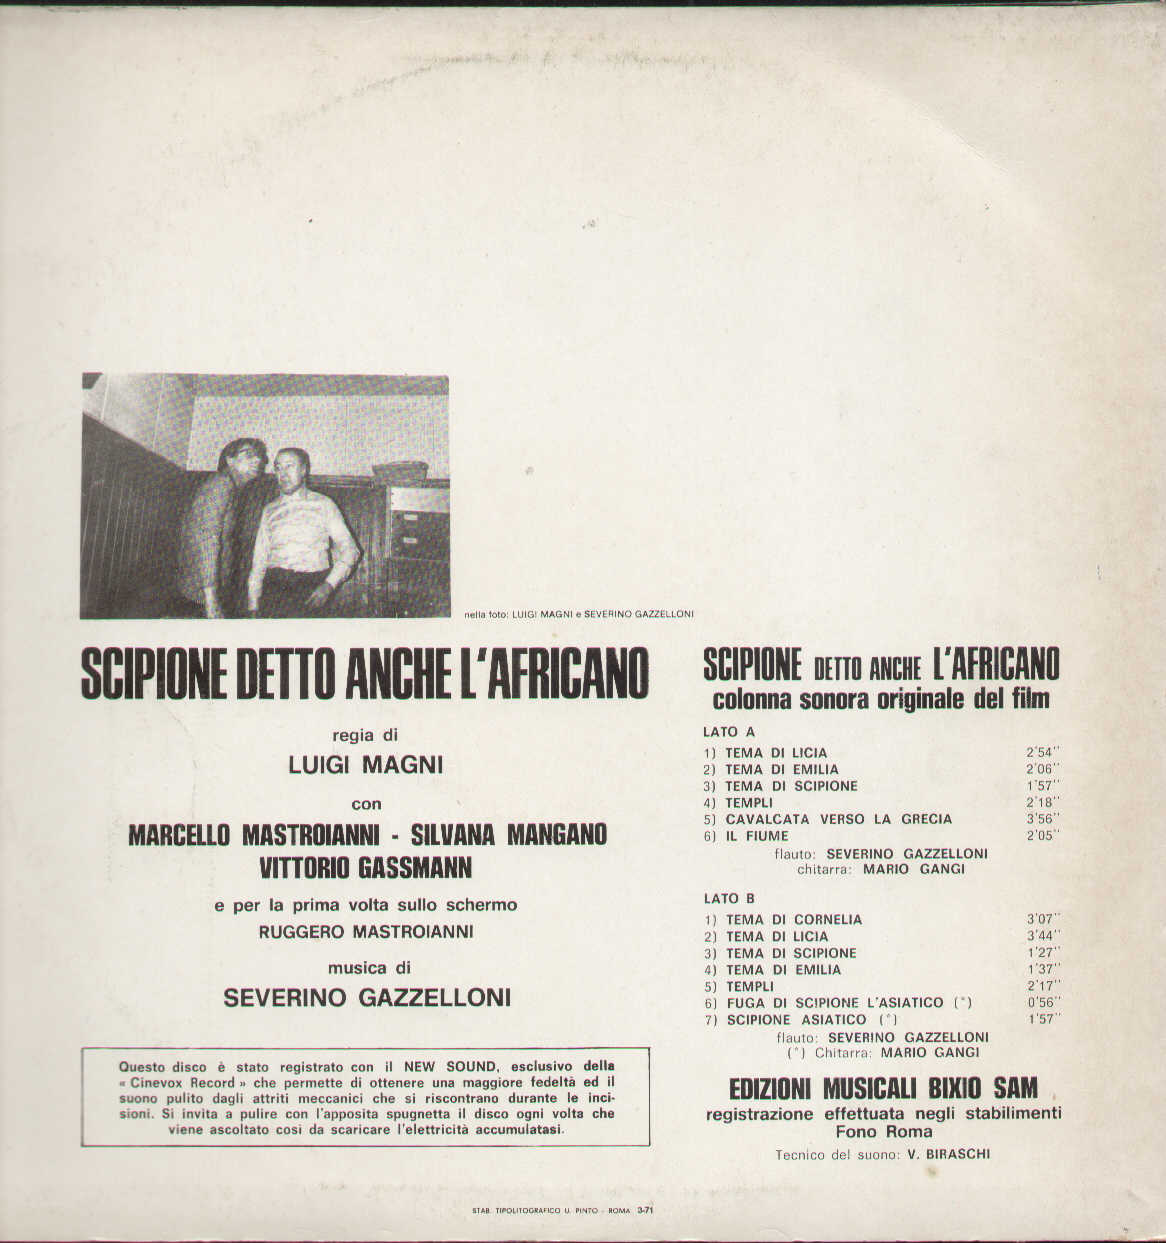 nella foto: LUIGI MAGNI e SEVERINO GAZZELLONI
SCIPIONE DETTO ANCHE L'AFRICANO
regia di
LUIGI MAGNI
con
MARCELLO MASTROIANNI - SILVANA MANGANO
VITTORIO GASSMANN
e per la prima volta sullo schermo
RUGGERO MASTROIANNI
musica di
SEVERINO GAZZELLONI
Questo disco è stato registrato con il NEW SOUND, esclusivo della
« Cinevox Record » che permette di ottenere una maggiore fedeltà ed il
suono pulito dagli attriti meccanici che si riscontrano durante le inci-
sioni. Si invita a pulire con l'apposita spugnetta il disco ogni volta che
viene ascoltato cosi da scaricare l'elettricità accumulatasi.
SCIPIONE DETTO ANCHE L'AFRICANO
colonna sonora originale del film
LATO A
1) TEMA DI LICIA 2'54''
2) TEMA DI EMILIA 2'06''
3) TEMA DI SCIPIONE 1'57''
4) TEMPLI 2'18''
5) CAVALCATA VERSO LA GRECIA 3'56''
6) IL FIUME 2'05''
flauto: SEVERINO GAZZELLONI
chitarra: MARIO GANGI
LATO B
1) TEMA DI CORNELIA 3'07''
2) TEMA DI LICIA 3'44''
3) TEMA DI SCIPIONE 1'27''
4) TEMA DI EMILIA 1'37''
5) TEMPLI 2'17''
6) FUGA DI SCIPIONE L'ASIATICO (°) 0'56''
7) SCIPIONE ASIATICO (°) 1'57''
flauto: SEVERINO GAZZELLONI
(°) Chitarra: MARIO GANGI
EDIZIONI MUSICALI BIXIO SAM
registrazione effettuata negli stabilimenti
Fono Roma
Tecnico del suono: V. BIRASCHI
STAB. TIPOLITOGRAFICO U. PINTO - ROMA 3-71